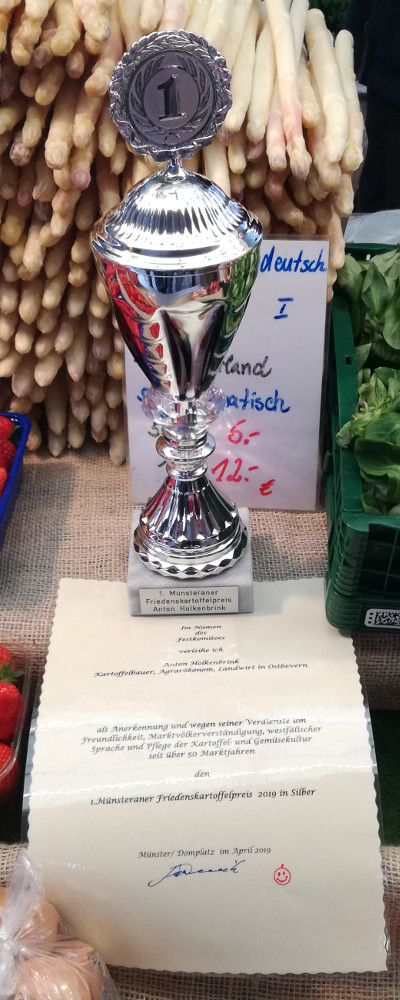 1
deutsch
I
Hand
6.-
12.-
€
1. Münsteraner
Friedenskartoffelpreis
Anton Holkenbrink
Im Namen
des
Festkomitees
verleihe ich
Anton Holkenbrink
Kartoffelbauer, Agrarökonom, Landwirt in Ostbevern
als Anerkennung und wegen seiner Verdienste um
Freundlichkeit, Marktvölkerverständigung, westfälischer
Sprache und Pflege der Kartoffel- und Gemüsekultur
seit über 50 Marktjahren
den
1.Münsteraner Friedenskartoffelpreis 2019 in Silber
Münster/ Domplatz im April 2019